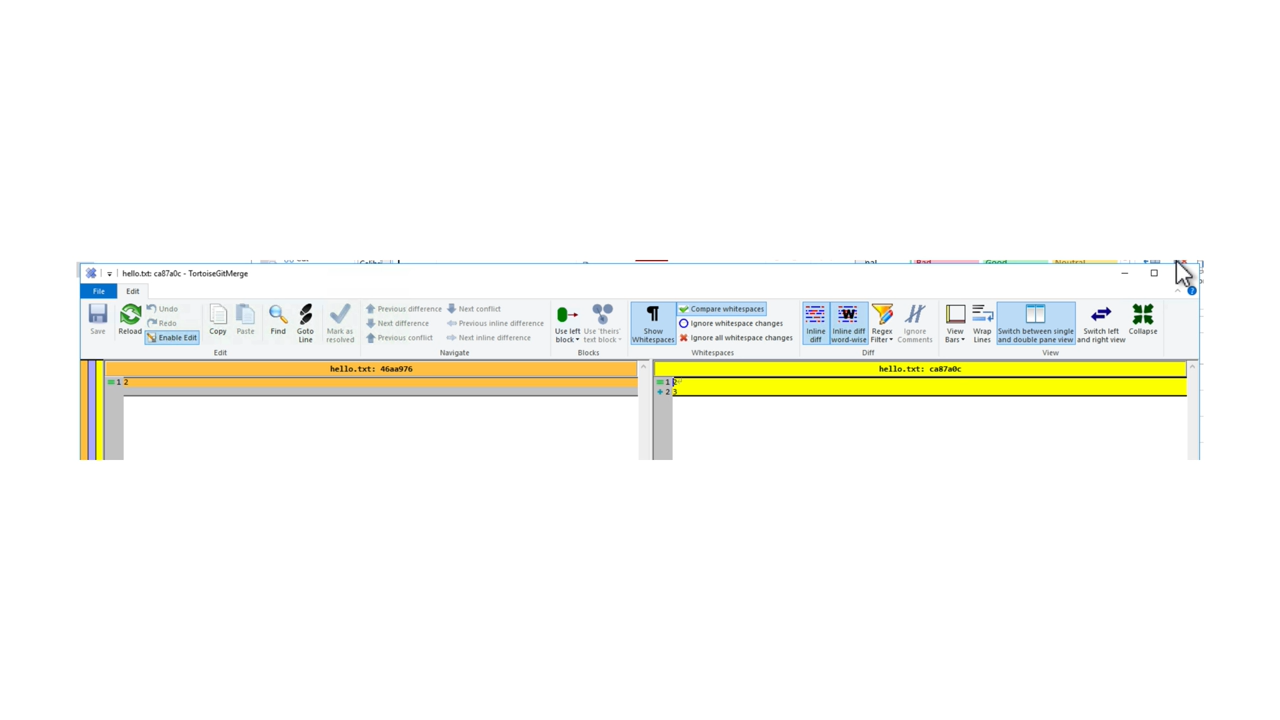 hello.txt: ca87a0c - TortoiseGitMerge
File Edit
Save Reload Undo Redo Enable Edit Copy Paste Find Goto Line Mark as resolved
Previous difference Next conflict
Next difference Previous inline difference
Previous conflict Next inline difference
Use left block Use 'theirs' text block
Show Whitespaces
Compare whitespaces
Ignore whitespace changes
Ignore all whitespace changes
Inline diff Inline diff word-wise Regex Filter Ignore Comments
View Bars Wrap Lines Switch between single and double pane view Switch left and right view Collapse
Edit Navigate Blocks Whitespaces Diff View
hello.txt: 46aa976 hello.txt: ca87a0c
1 2 1 2
2 3